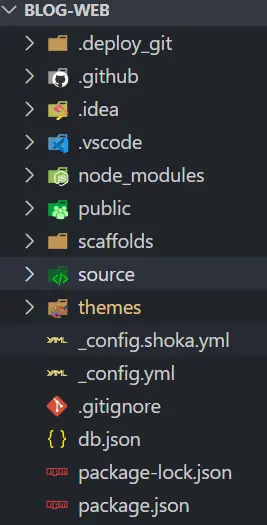 BLOG-WEB
.deploy_git
.github
.idea
.vscode
node_modules
public
scaffolds
source
themes
_config.shoka.yml
_config.yml
.gitignore
db.json
package-lock.json
package.json